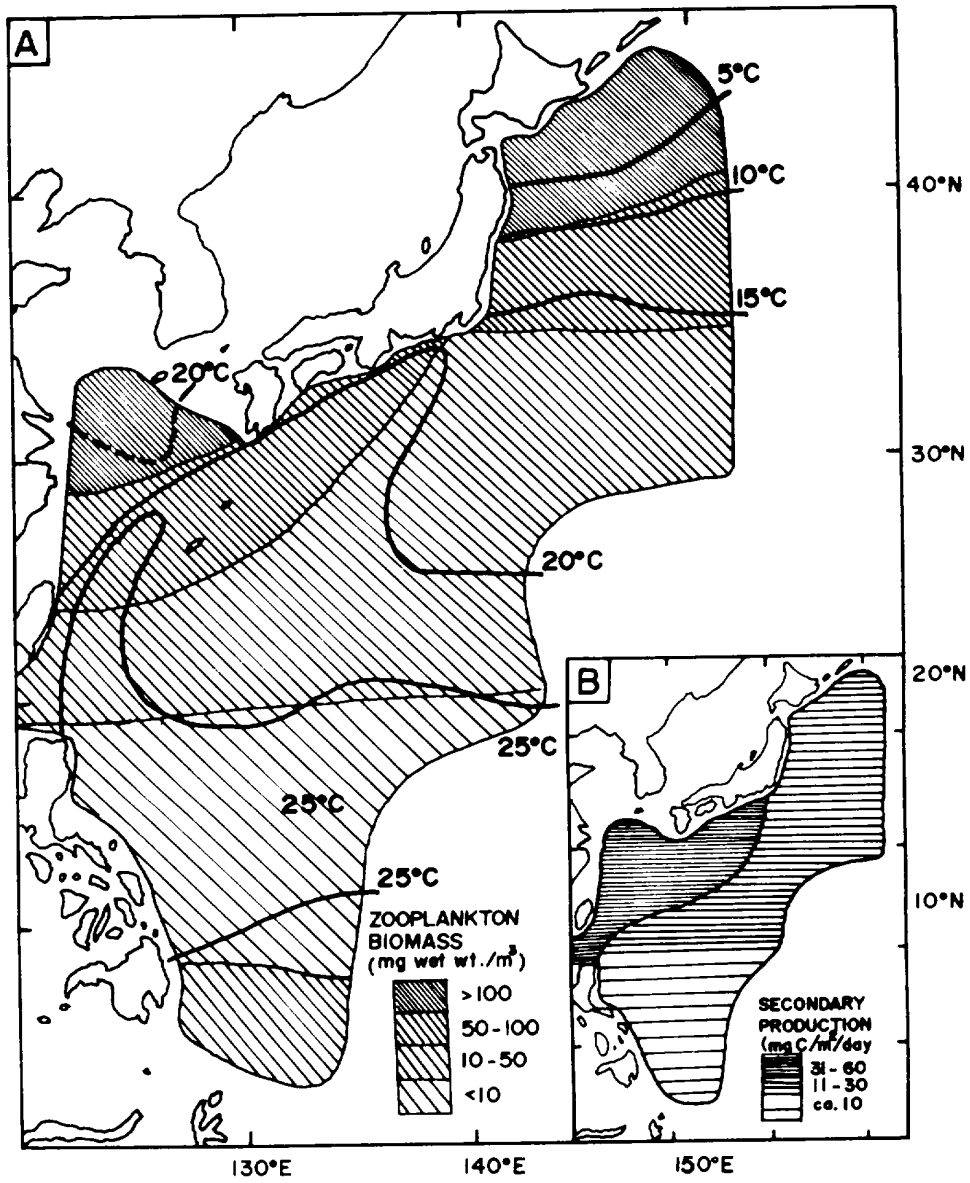 A
5°C
10°C
40°N
15°C
20°C
30°N
20°C
20°N
B
25°C
25°C
25°C
10°N
ZOOPLANKTON
BIOMASS
(mg wet wt./m³)
>100
50-100
10-50
<10
SECONDARY
PRODUCTION
(mg C/m²/day
31-60
11-30
ca. 10
130°E
140°E
150°E